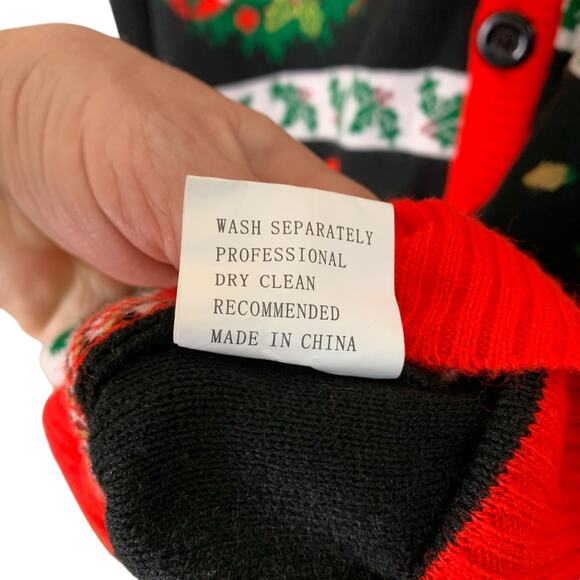 WASH SEPARATELY
PROFESSIONAL
DRY CLEAN
RECOMMENDED
MADE IN CHINA